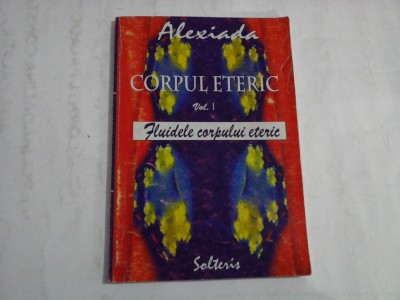 Alexiada
CORPUL ETERIC
Vol. I
Fluidele corpului eteric
Solteris